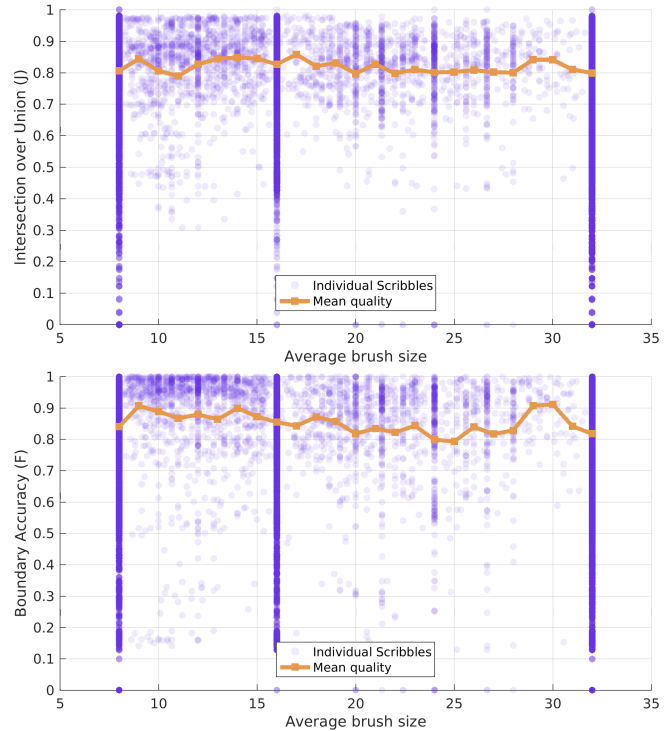 1
0.9
0.8
0.7
0.6
0.5
0.4
0.3
0.2
0.1
0
Intersection over Union (J)
Individual Scribbles
Mean quality
5 10 15 20 25 30 35
Average brush size
1
0.9
0.8
0.7
0.6
0.5
0.4
0.3
0.2
0.1
0
Boundary Accuracy (F)
Individual Scribbles
Mean quality
5 10 15 20 25 30 35
Average brush size